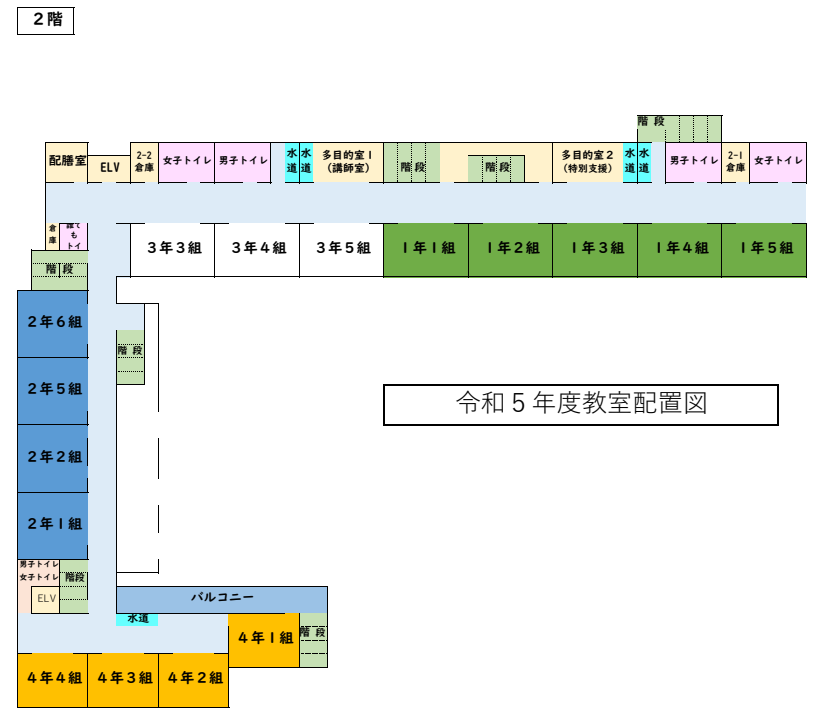 ２階
階段
配膳室
ELV
2-2
倉庫
女子トイレ
男子トイレ
水道
水道
多目的室１
（講師室）
階段
階段
多目的室２
（特別支援）
水道
水道
男子トイレ
2-1
倉庫
女子トイレ
倉庫
誰で
も
トイ
３年３組
３年４組
３年５組
１年１組
１年２組
１年３組
１年４組
１年５組
階段
２年６組
階段
２年５組
令和５年度教室配置図
２年２組
２年１組
男子トイレ
女子トイレ
階段
ELV
バルコニー
水道
４年１組
階段
４年４組
４年３組
４年２組